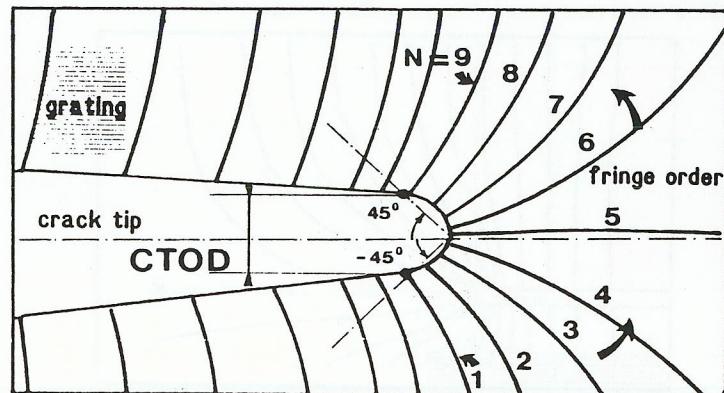 N = 9
8
7
6
grating
fringe order
45°
5
crack tip
-45°
CTOD
4
3
2
1